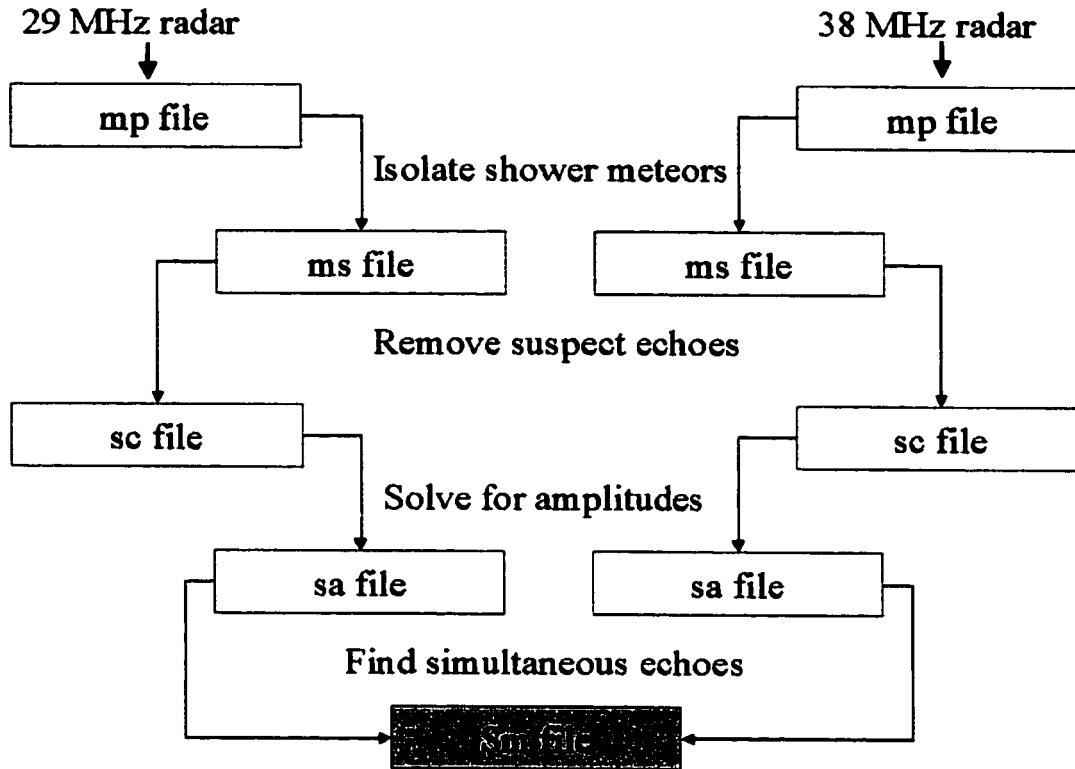 29 MHz radar
38 MHz radar
mp file
mp file
Isolate shower meteors
ms file
ms file
Remove suspect echoes
sc file
sc file
Solve for amplitudes
sa file
sa file
Find simultaneous echoes
file